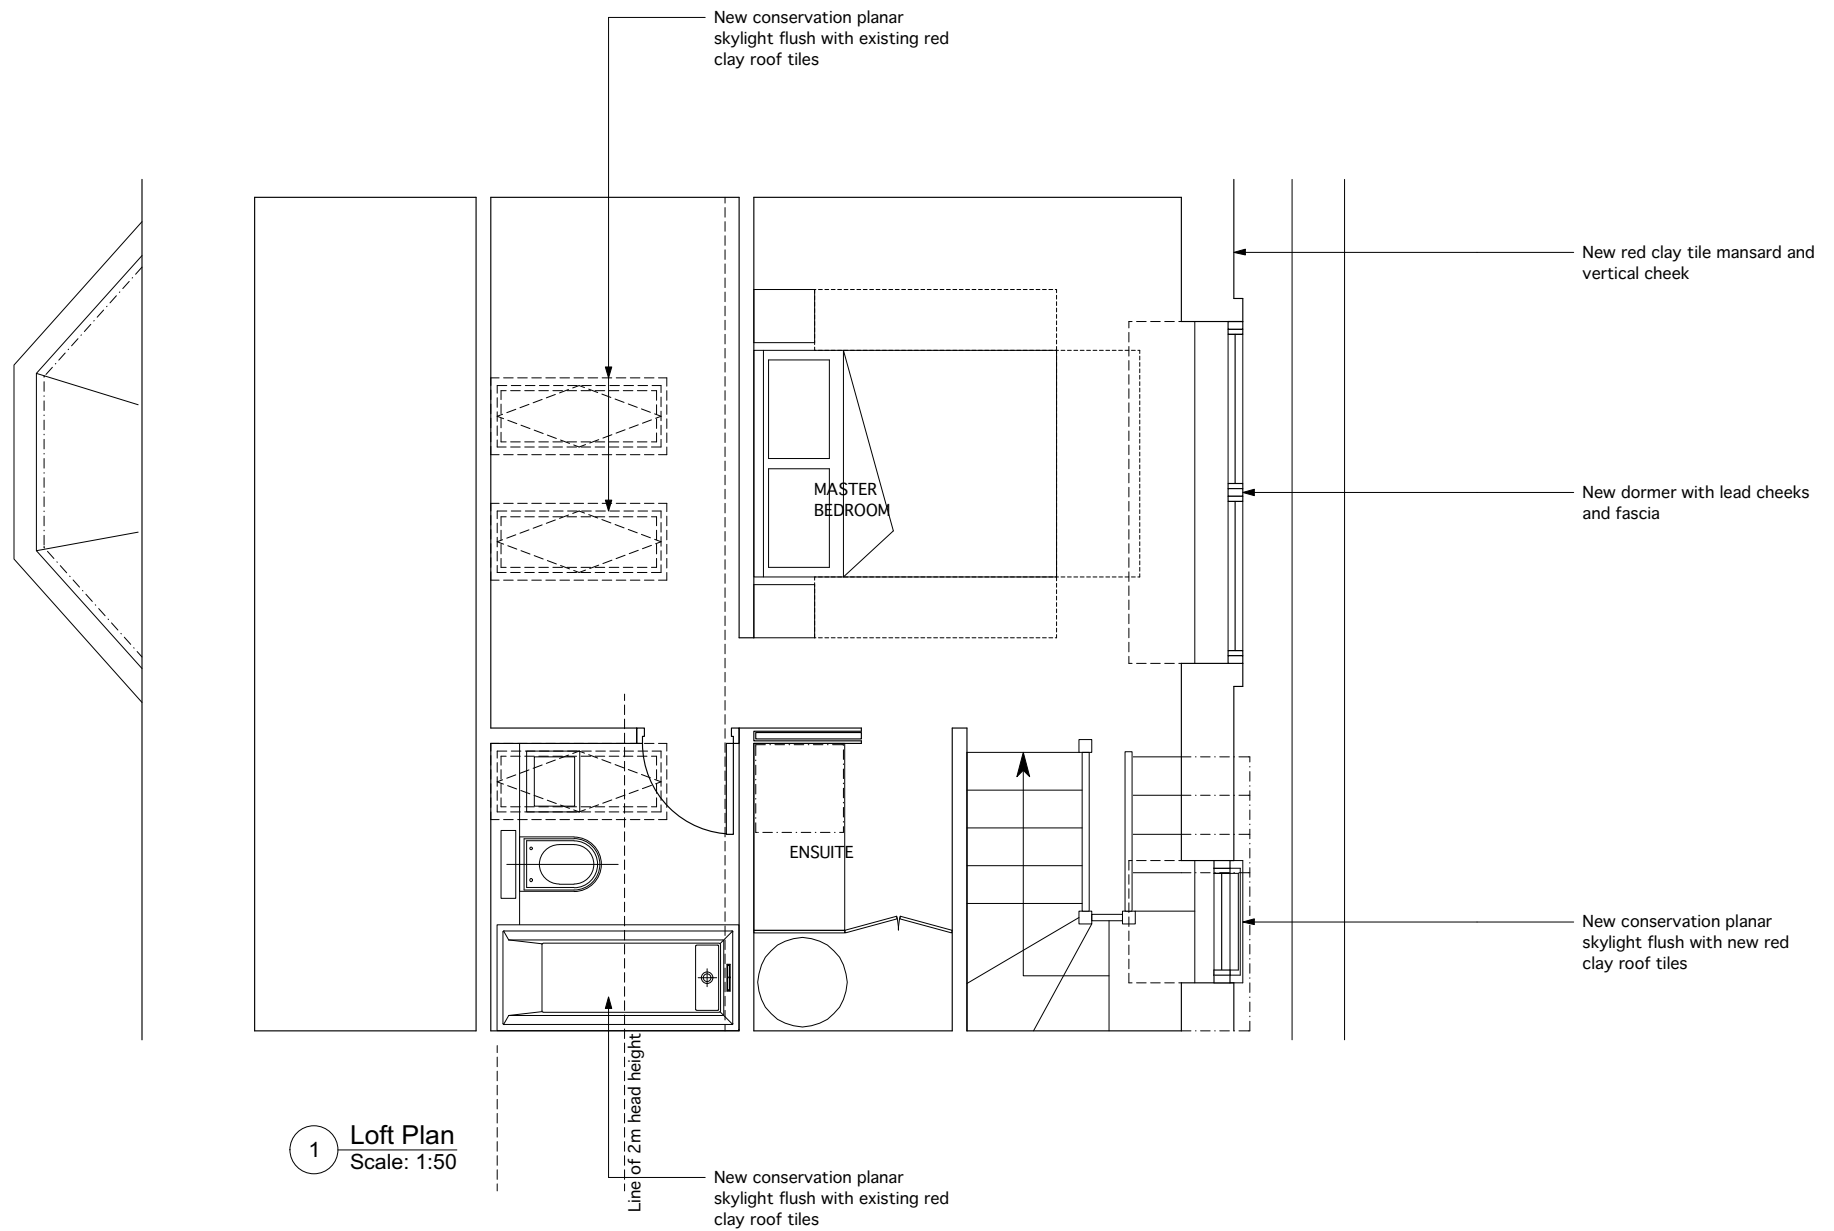 New conservation planar
skylight flush with existing red
clay roof tiles
New red clay tile mansard and
vertical cheek
MASTER
BEDROOM
New dormer with lead cheeks
and fascia
ENSUITE
New conservation planar
skylight flush with new red
clay roof tiles
Line of 2m head height
1
Loft Plan
Scale: 1:50
New conservation planar
skylight flush with existing red
clay roof tiles